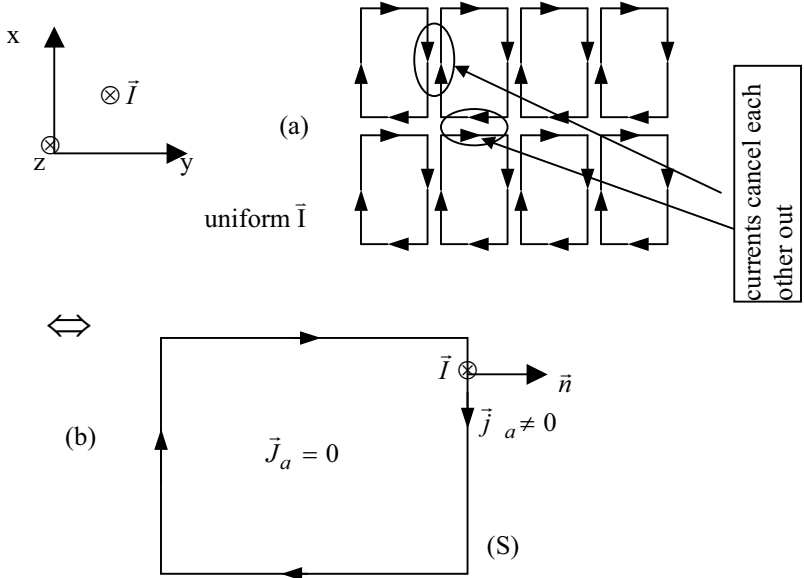 x
⊗ I⃗
z
y
(a)
uniform I⃗
currents cancel each
other out
⇔
(b)
J⃗ₐ = 0
I⃗ ⊗
n⃗
j⃗ ₐ ≠ 0
(S)